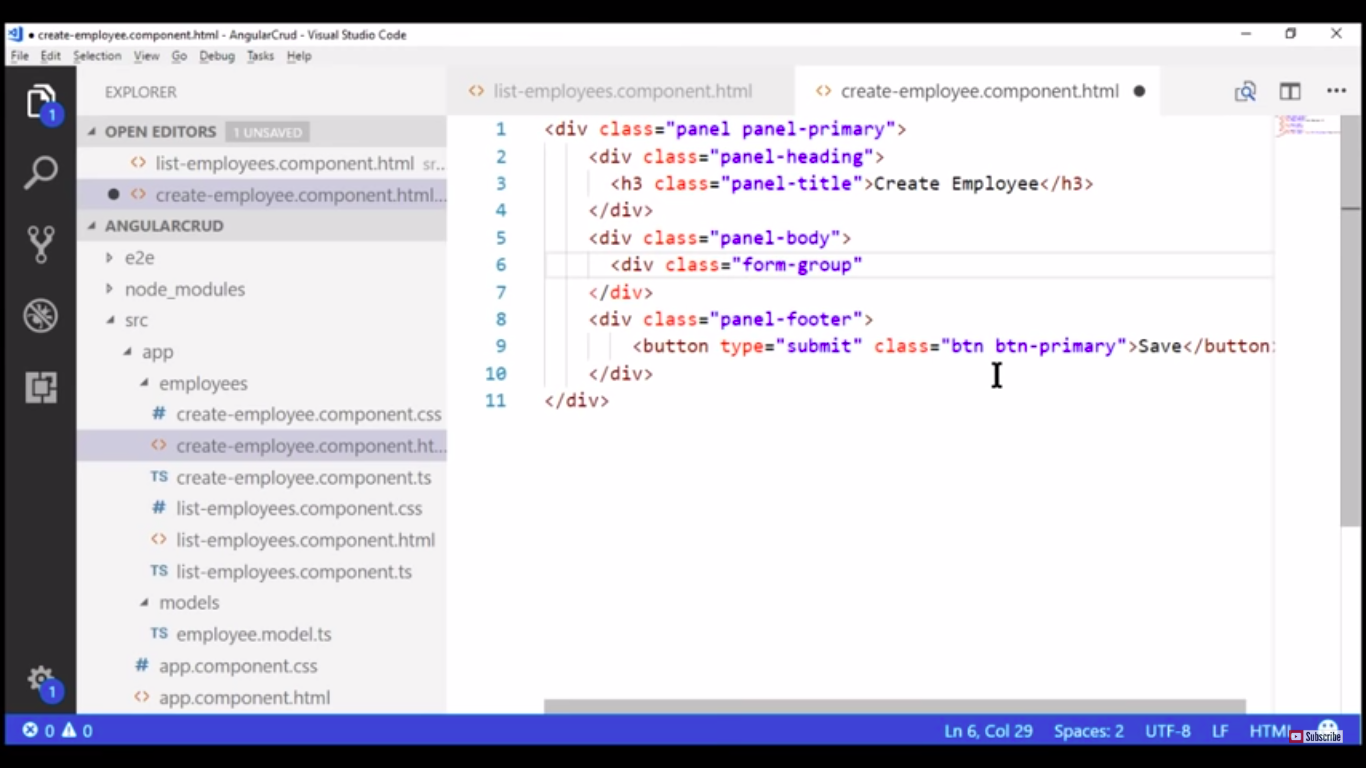 create-employee.component.html - AngularCrud - Visual Studio Code
File Edit Selection View Go Debug Tasks Help
EXPLORER
OPEN EDITORS 1 UNSAVED
list-employees.component.html sr...
create-employee.component.html...
ANGULARCRUD
e2e
node_modules
src
app
employees
# create-employee.component.css
<> create-employee.component.ht...
TS create-employee.component.ts
# list-employees.component.css
<> list-employees.component.html
TS list-employees.component.ts
models
TS employee.model.ts
# app.component.css
<> app.component.html
1
1
<> list-employees.component.html
<> create-employee.component.html
1 <div class="panel panel-primary">
2 <div class="panel-heading">
3 <h3 class="panel-title">Create Employee</h3>
4 </div>
5 <div class="panel-body">
6 <div class="form-group"
7 </div>
8 <div class="panel-footer">
9 <button type="submit" class="btn btn-primary">Save</button>
10 </div>
11 </div>
0 0
Ln 6, Col 29 Spaces: 2 UTF-8 LF HTML
Subscribe